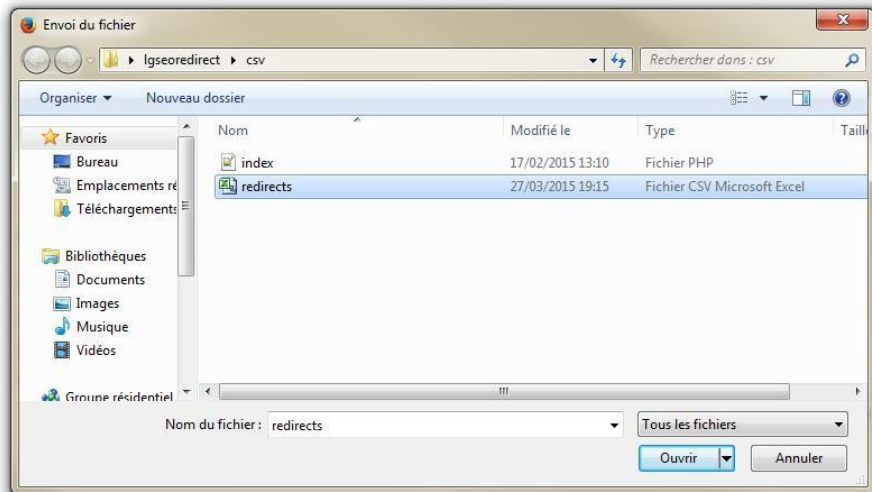 Envoi du fichier
lgseoredirect ▸ csv
Rechercher dans : csv
Organiser
Nouveau dossier
Nom
Modifié le
Type
Taill
Favoris
Bureau
Emplacements ré
Téléchargements
Bibliothèques
Documents
Images
Musique
Vidéos
Groupe résidentiel
index 17/02/2015 13:10 Fichier PHP
redirects 27/03/2015 19:15 Fichier CSV Microsoft Excel
Nom du fichier : redirects
Tous les fichiers
Ouvrir
Annuler